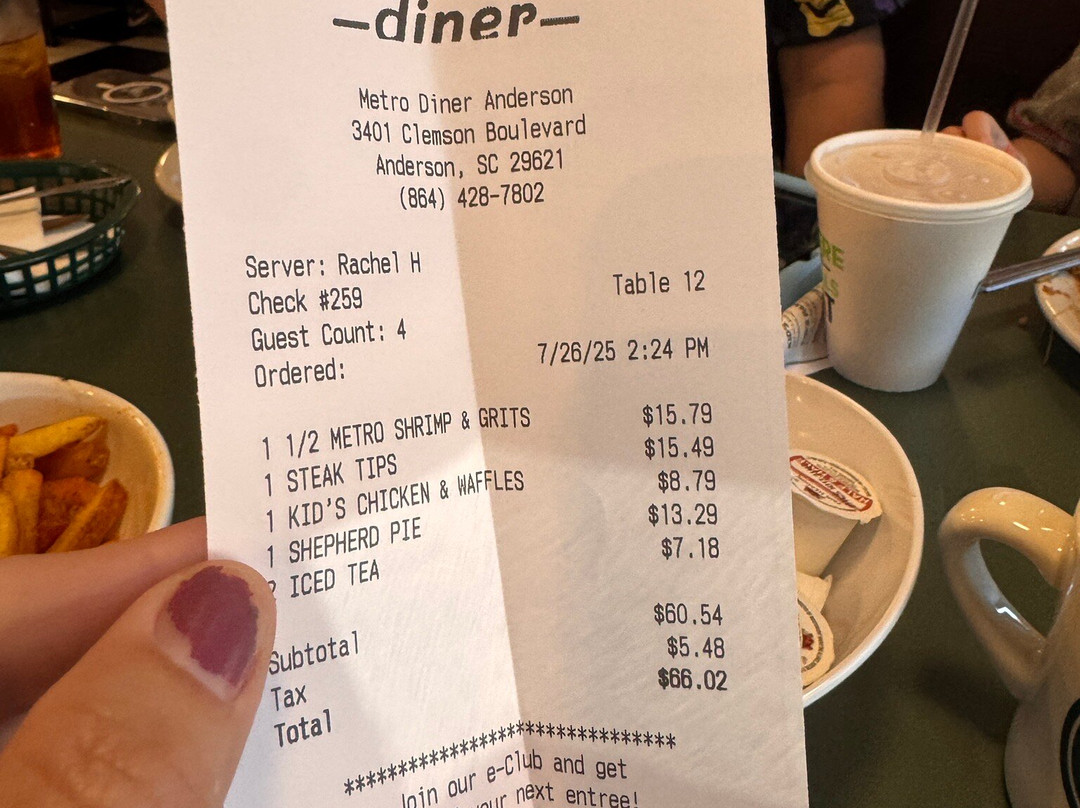 —diner—
Metro Diner Anderson
3401 Clemson Boulevard
Anderson, SC 29621
(864) 428-7802
Server: Rachel H
Check #259 Table 12
Guest Count: 4
Ordered: 7/26/25 2:24 PM
1 1/2 METRO SHRIMP & GRITS $15.79
1 STEAK TIPS $15.49
1 KID'S CHICKEN & WAFFLES $8.79
1 SHEPHERD PIE $13.29
2 ICED TEA $7.18
Subtotal $60.54
Tax $5.48
Total $66.02
********************************
Join our e-Club and get
your next entree!